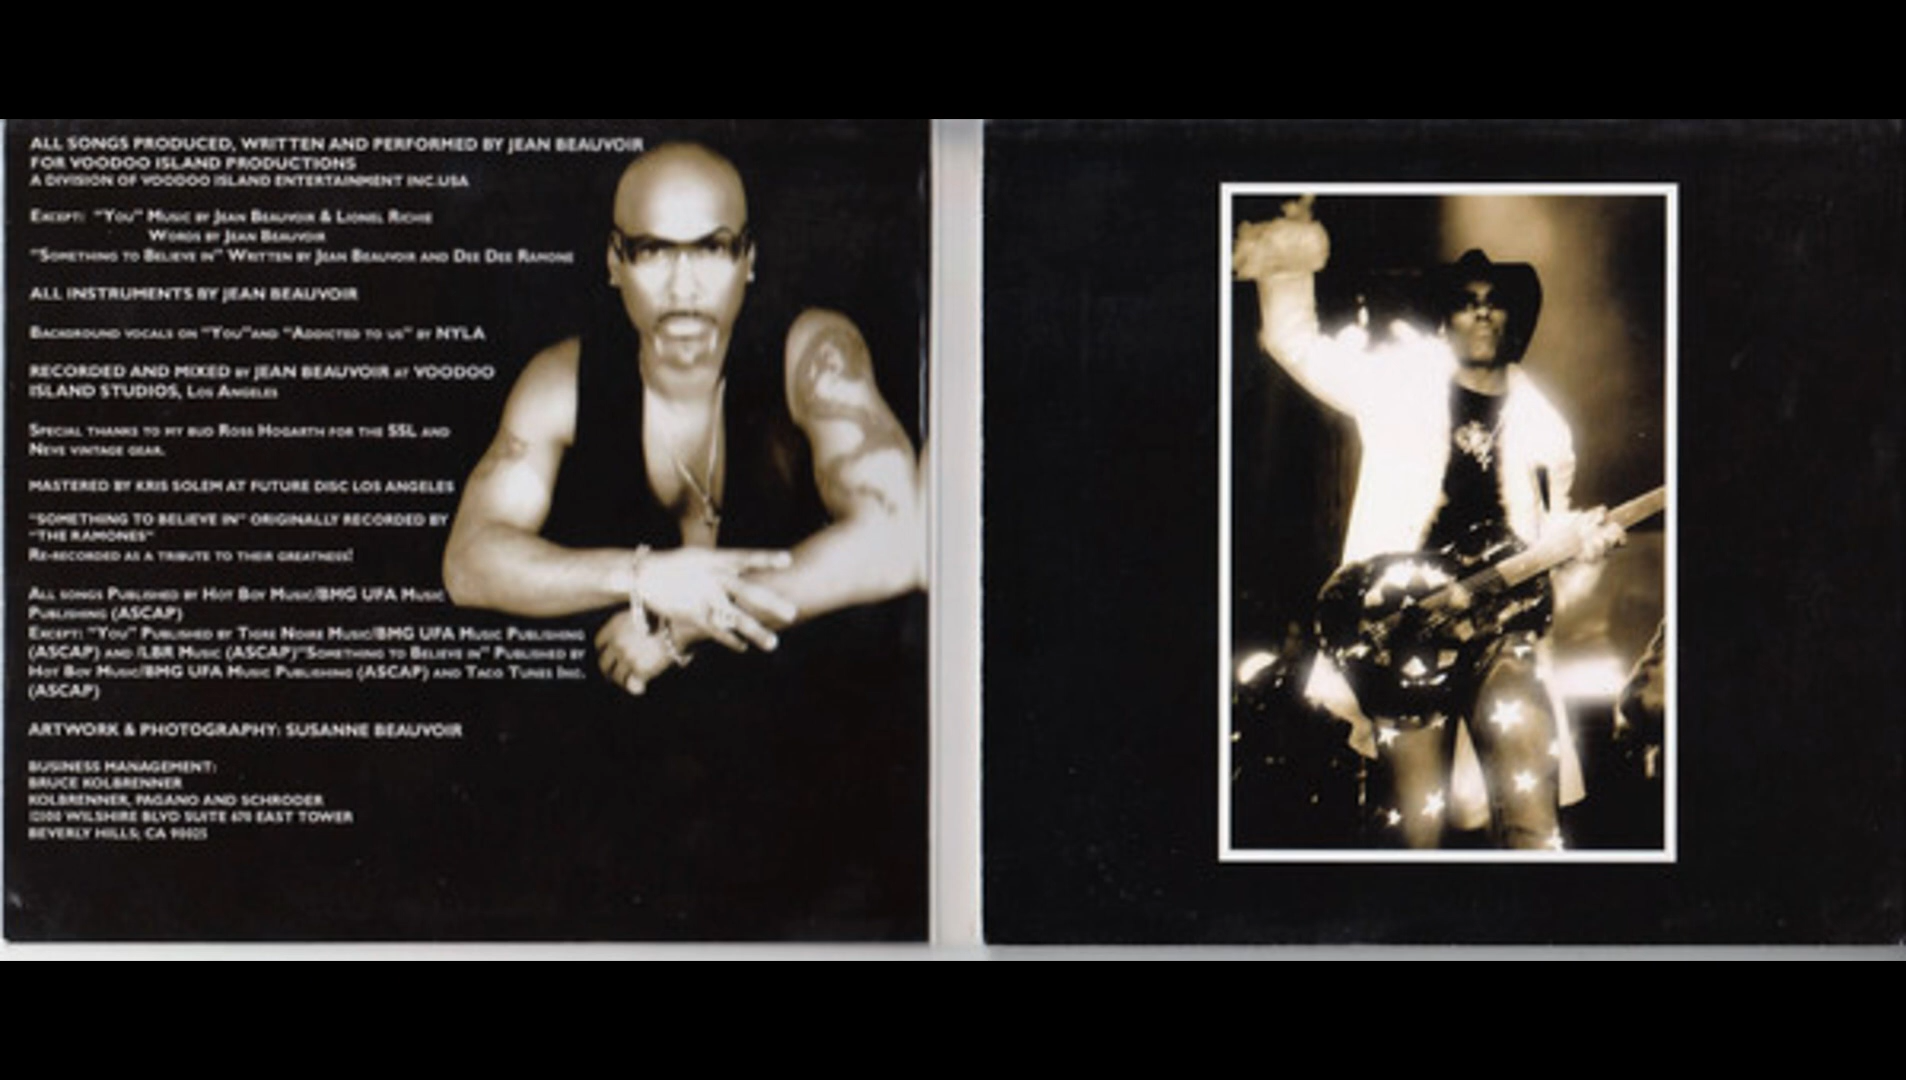 ALL SONGS PRODUCED, WRITTEN AND PERFORMED BY JEAN BEAUVOIR
FOR VOODOO ISLAND PRODUCTIONS
A DIVISION OF VOODOO ISLAND ENTERTAINMENT INC.USA
EXCEPT: "YOU" MUSIC BY JEAN BEAUVOIR & LIONEL RICHIE
WORDS BY JEAN BEAUVOIR
"SOMETHING TO BELIEVE IN" WRITTEN BY JEAN BEAUVOIR AND DEE DEE RAMONE
ALL INSTRUMENTS BY JEAN BEAUVOIR
BACKGROUND VOCALS ON "YOU"AND "ADDICTED TO US" BY NYLA
RECORDED AND MIXED BY JEAN BEAUVOIR AT VOODOO
ISLAND STUDIOS, LOS ANGELES
SPECIAL THANKS TO MY BUD ROSS HOGARTH FOR THE SSL AND
NEVE VINTAGE GEAR.
MASTERED BY KRIS SOLEM AT FUTURE DISC LOS ANGELES
"SOMETHING TO BELIEVE IN" ORIGINALLY RECORDED BY
"THE RAMONES"
RE-RECORDED AS A TRIBUTE TO THEIR GREATNESS!
ALL SONGS PUBLISHED BY HOT BOY MUSIC/BMG UFA MUSIC
PUBLISHING (ASCAP)
EXCEPT: "YOU" PUBLISHED BY TIGRE NOIRE MUSIC/BMG UFA MUSIC PUBLISHING
(ASCAP) AND /LBR MUSIC (ASCAP)"SOMETHING TO BELIEVE IN" PUBLISHED BY
HOT BOY MUSIC/BMG UFA MUSIC PUBLISHING (ASCAP) AND TACO TUNES INC.
(ASCAP)
ARTWORK & PHOTOGRAPHY: SUSANNE BEAUVOIR
BUSINESS MANAGEMENT:
BRUCE KOLBRENNER
KOLBRENNER, PAGANO AND SCHRODER
WILSHIRE BLVD SUITE 670 EAST TOWER
BEVERLY HILLS; CA 90025